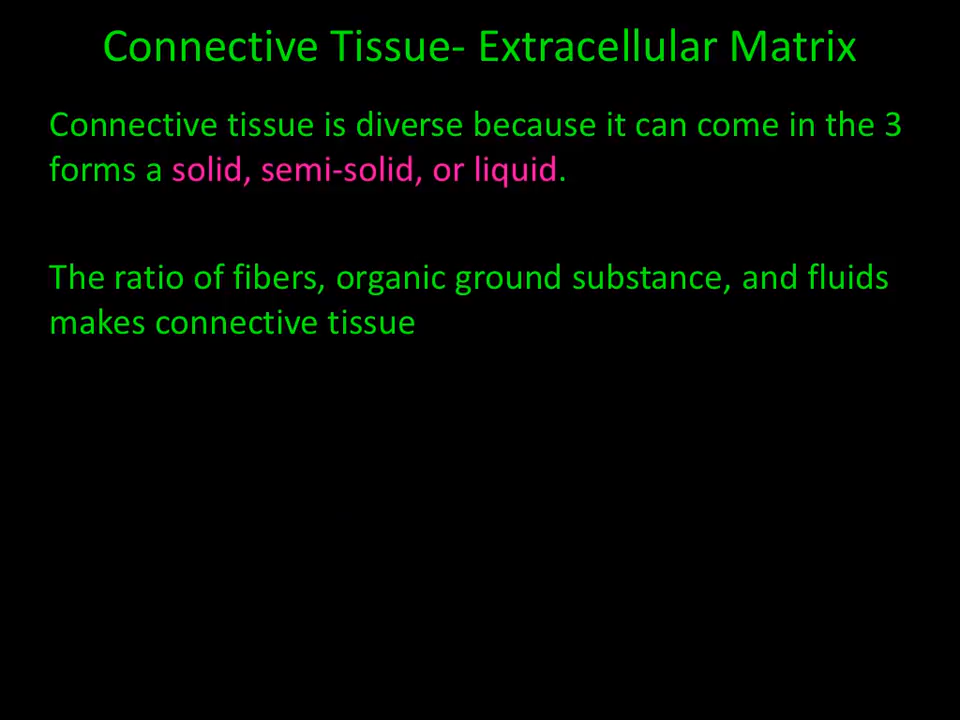 Connective Tissue- Extracellular Matrix
Connective tissue is diverse because it can come in the 3
forms a solid, semi-solid, or liquid.
The ratio of fibers, organic ground substance, and fluids
makes connective tissue